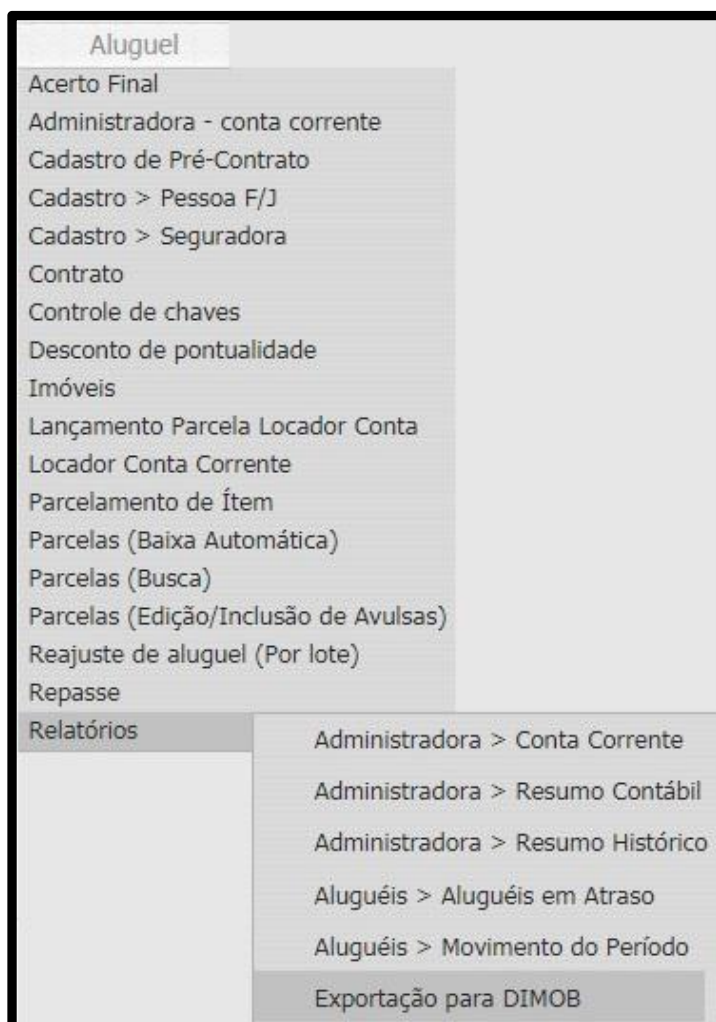 Aluguel
Acerto Final
Administradora - conta corrente
Cadastro de Pré-Contrato
Cadastro > Pessoa F/J
Cadastro > Seguradora
Contrato
Controle de chaves
Desconto de pontualidade
Imóveis
Lançamento Parcela Locador Conta
Locador Conta Corrente
Parcelamento de Ítem
Parcelas (Baixa Automática)
Parcelas (Busca)
Parcelas (Edição/Inclusão de Avulsas)
Reajuste de aluguel (Por lote)
Repasse
Relatórios
Administradora > Conta Corrente
Administradora > Resumo Contábil
Administradora > Resumo Histórico
Aluguéis > Aluguéis em Atraso
Aluguéis > Movimento do Período
Exportação para DIMOB